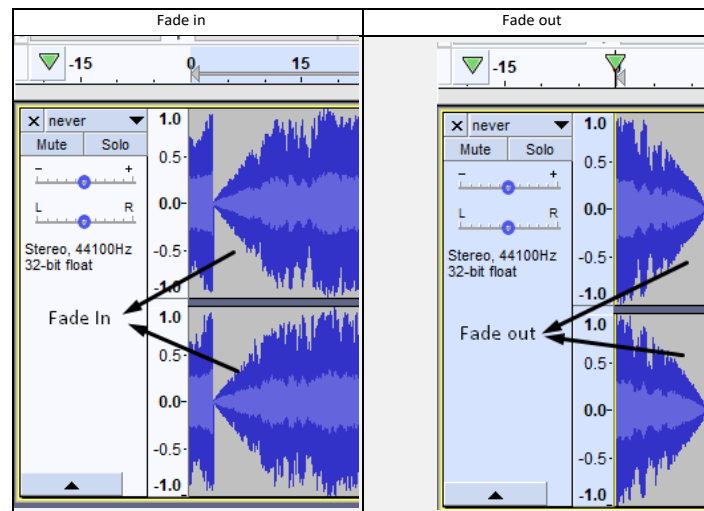 Fade in
Fade out
-15 0 15
-15
× never
Mute Solo
- +
L R
Stereo, 44100Hz
32-bit float
Fade In
1.0
0.5-
0.0-
-0.5-
-1.0
1.0
0.5-
0.0-
-0.5-
-1.0
× never
Mute Solo
- +
L R
Stereo, 44100Hz
32-bit float
Fade out
1.0
0.5-
0.0-
-0.5-
-1.0
1.0
0.5-
0.0-
-0.5-
-1.0